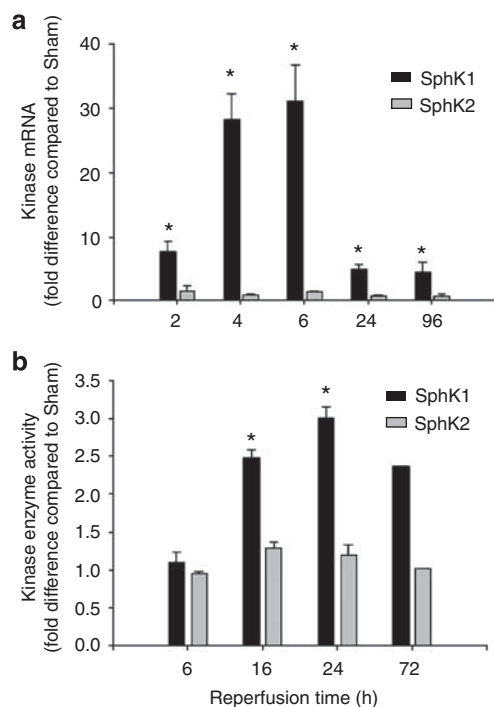 a
Kinase mRNA
(fold difference compared to Sham)
40
30
20
10
0
*
*
*
*
*
SphK1
SphK2
2 4 6 24 96
b
Kinase enzyme activity
(fold difference compared to Sham)
3.5
3.0
2.5
2.0
1.5
1.0
0.5
0.0
*
*
SphK1
SphK2
6 16 24 72
Reperfusion time (h)